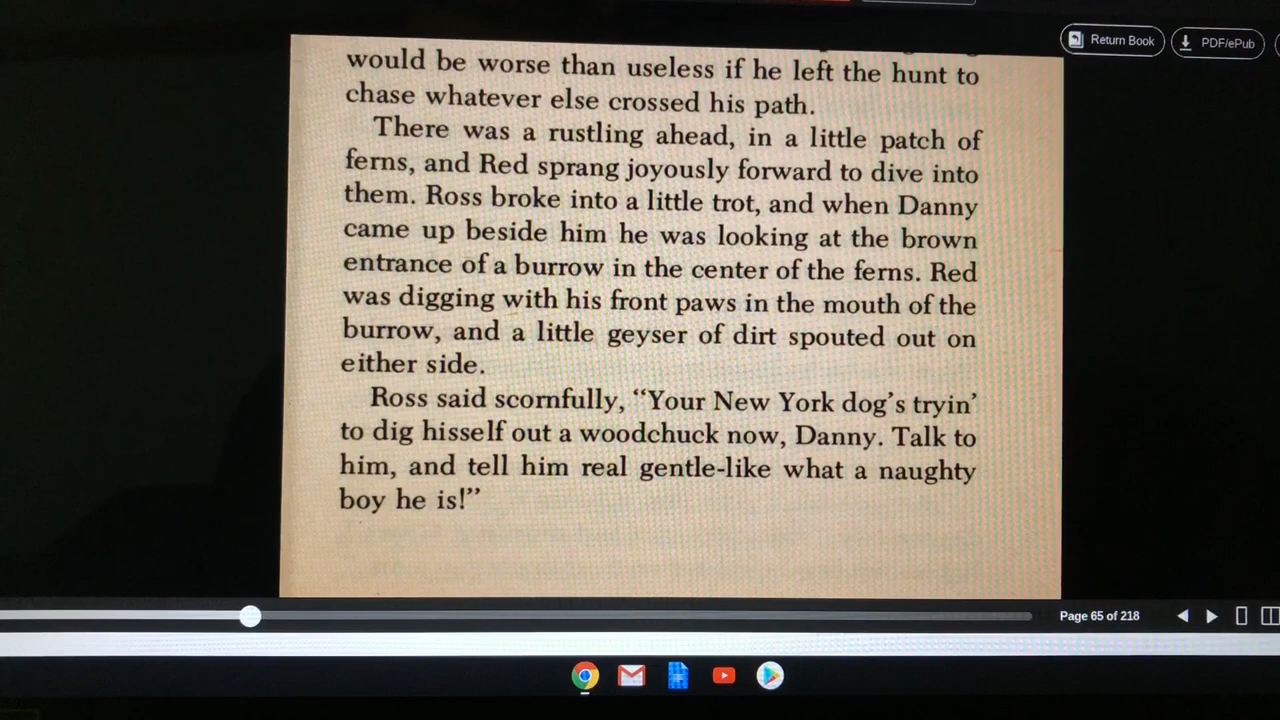 Return Book
PDF/ePub
would be worse than useless if he left the hunt to
chase whatever else crossed his path.
There was a rustling ahead, in a little patch of
ferns, and Red sprang joyously forward to dive into
them. Ross broke into a little trot, and when Danny
came up beside him he was looking at the brown
entrance of a burrow in the center of the ferns. Red
was digging with his front paws in the mouth of the
burrow, and a little geyser of dirt spouted out on
either side.
Ross said scornfully, “Your New York dog’s tryin’
to dig hisself out a woodchuck now, Danny. Talk to
him, and tell him real gentle-like what a naughty
boy he is!”
Page 65 of 218